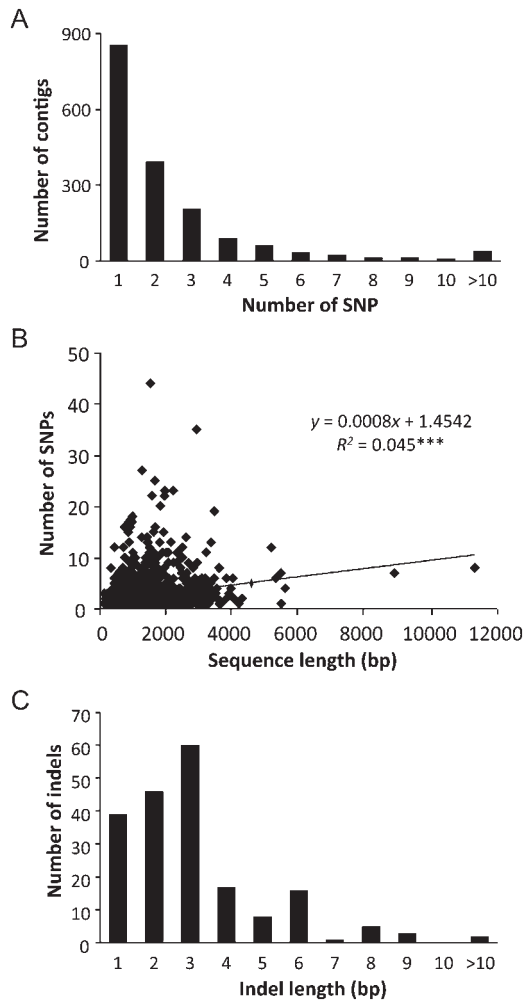 A
900
600
300
0
Number of contigs
1 2 3 4 5 6 7 8 9 10 >10
Number of SNP
B
50
40
30
20
10
0
Number of SNPs
y = 0.0008x + 1.4542
R² = 0.045***
0 2000 4000 6000 8000 10000 12000
Sequence length (bp)
C
70
60
50
40
30
20
10
0
Number of indels
1 2 3 4 5 6 7 8 9 10 >10
Indel length (bp)